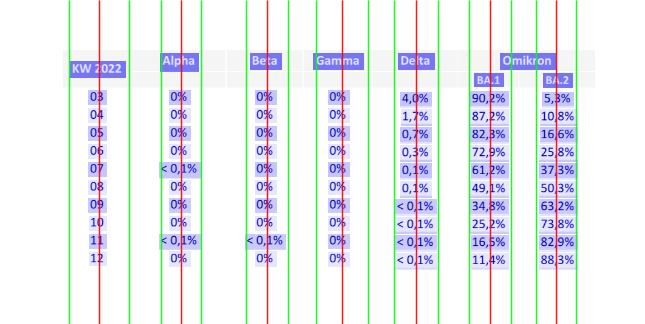 KW 2022 Alpha Beta Gamma Delta Omikron
BA.1 BA.2
03 0% 0% 0% 4,0% 90,2% 5,3%
04 0% 0% 0% 1,7% 87,2% 10,8%
05 0% 0% 0% 0,7% 82,3% 16,6%
06 0% 0% 0% 0,3% 72,9% 25,8%
07 < 0,1% 0% 0% 0,1% 61,2% 37,3%
08 0% 0% 0% 0,1% 49,1% 50,3%
09 0% 0% 0% < 0,1% 34,3% 63,2%
10 0% 0% 0% < 0,1% 25,2% 73,8%
11 < 0,1% < 0,1% 0% < 0,1% 16,5% 82,9%
12 0% 0% 0% < 0,1% 11,4% 88,3%